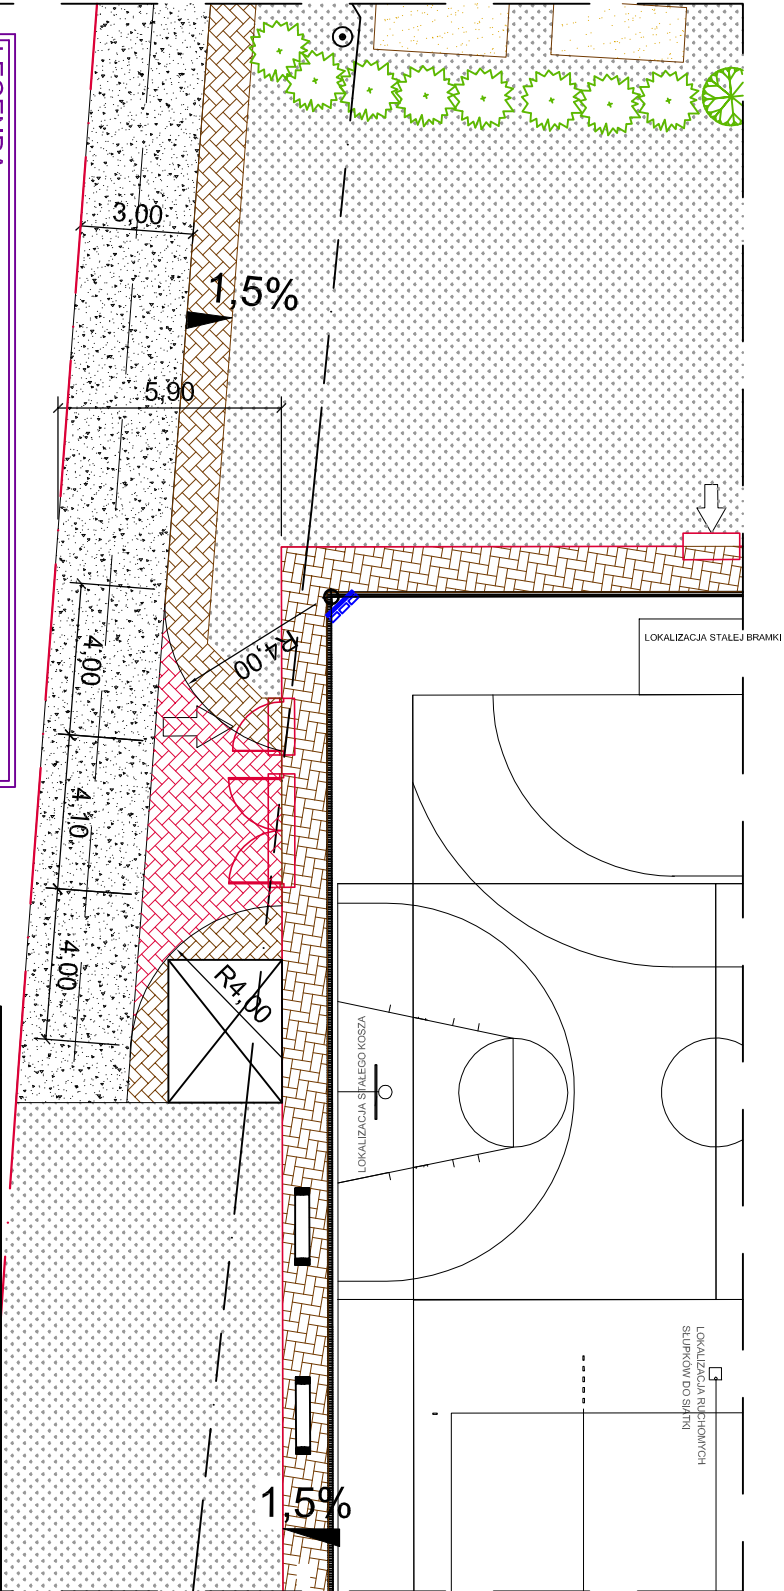 3,00
1,5%
5,90
LOKALIZACJA STAŁEJ BRAMKI
4,00
R4,00
4,10
4,00
R4,00
LOKALIZACJA STAŁEGO KOSZA
LOKALIZACJA RUCHOMYCH
SŁUPKÓW DO SIATKI
1,5%